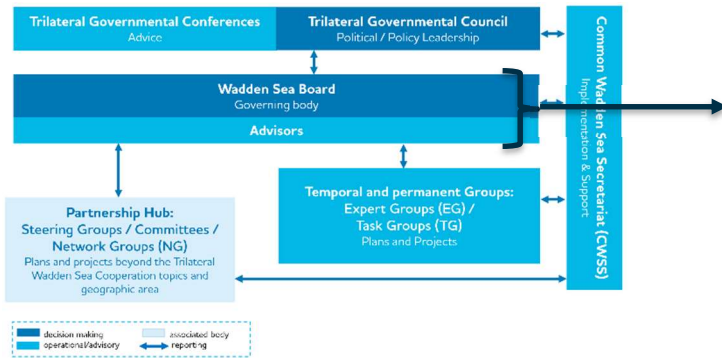 Trilateral Governmental Conferences
Advice
Trilateral Governmental Council
Political / Policy Leadership
Wadden Sea Board
Governing body
Advisors
Common Wadden Sea Secretariat (CWSS)
Implementation & Support
Partnership Hub:
Steering Groups / Committees /
Network Groups (NG)
Plans and projects beyond the Trilateral
Wadden Sea Cooperation topics and
geographic area
Temporal and permanent Groups:
Expert Groups (EG) /
Task Groups (TG)
Plans and Projects
decision making
associated body
operational/advisory
reporting